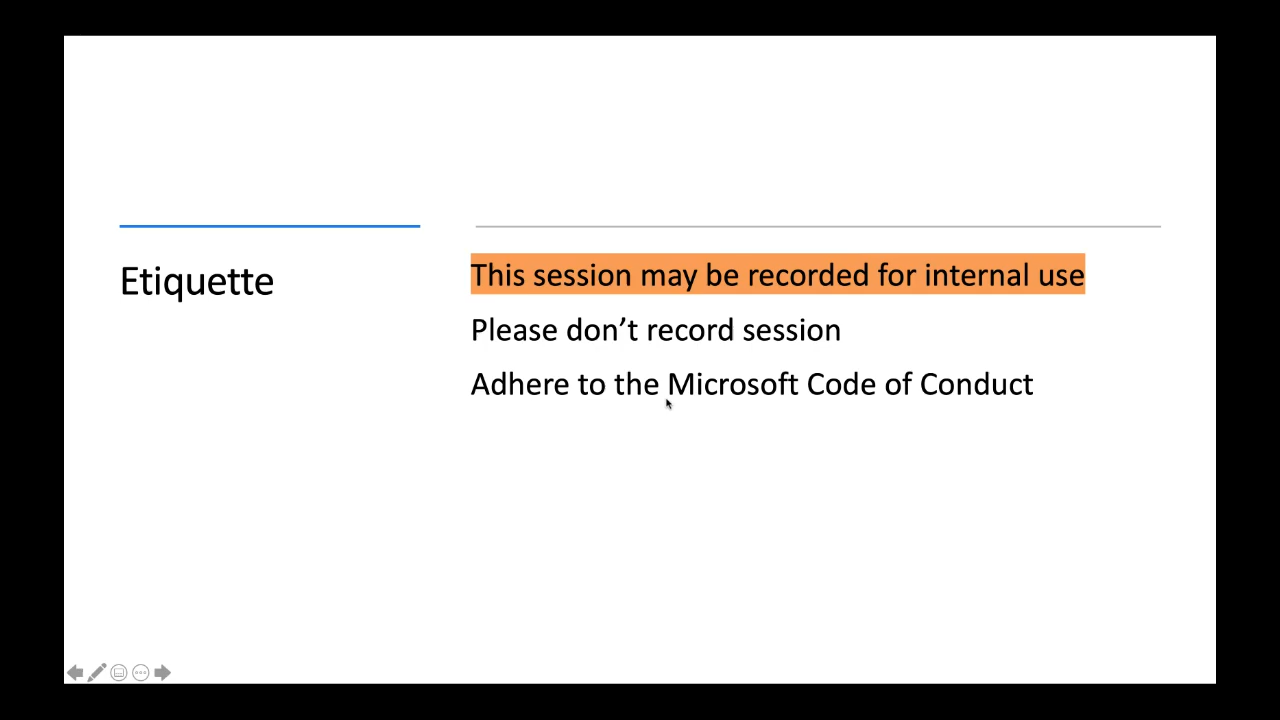 Etiquette
This session may be recorded for internal use
Please don’t record session
Adhere to the Microsoft Code of Conduct